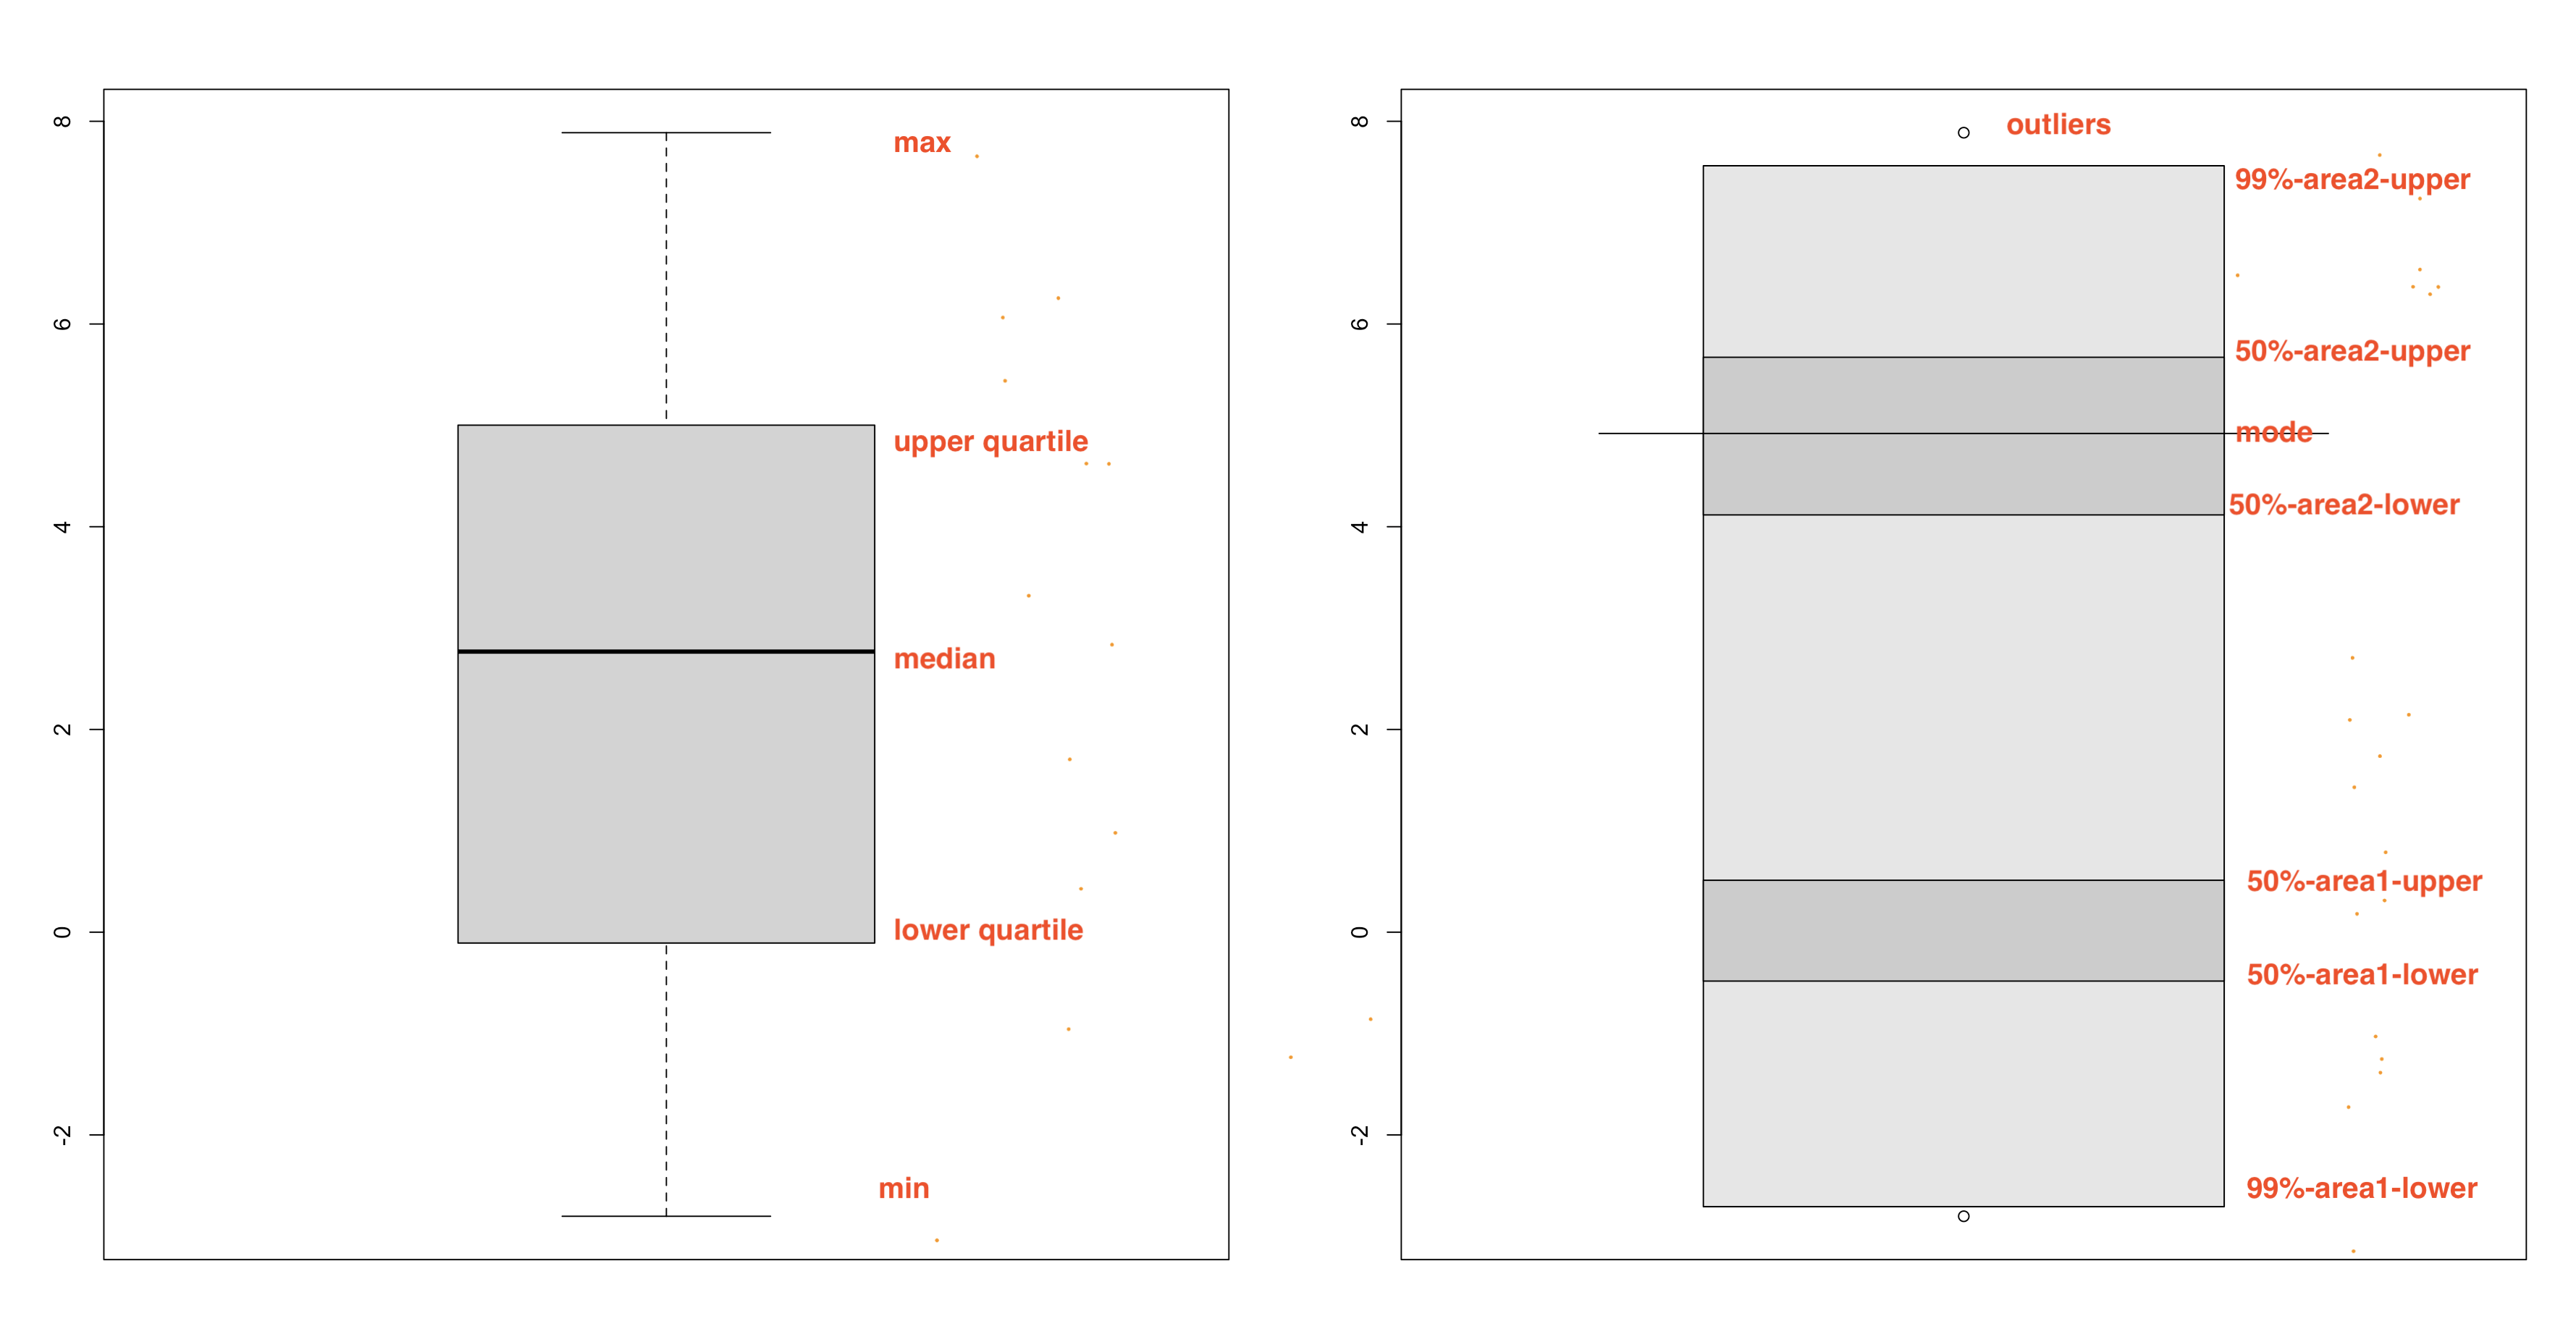 8
6
4
2
0
-2
max
upper quartile
median
lower quartile
min
8
6
4
2
0
-2
outliers
99%-area2-upper
50%-area2-upper
mode
50%-area2-lower
50%-area1-upper
50%-area1-lower
99%-area1-lower